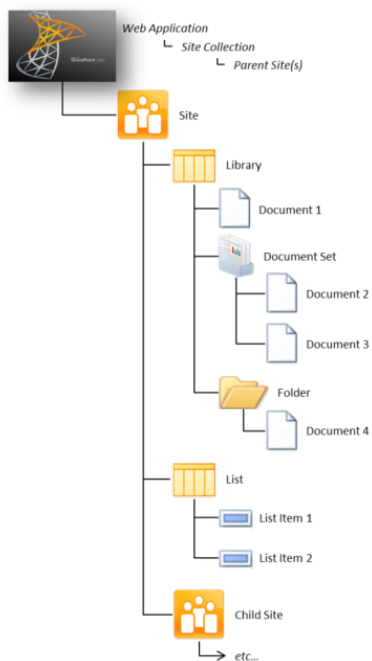 Web Application
Site Collection
Parent Site(s)
SharePoint
Site
Library
Document 1
Document Set
Document 2
Document 3
Folder
Document 4
List
List Item 1
List Item 2
Child Site
etc...